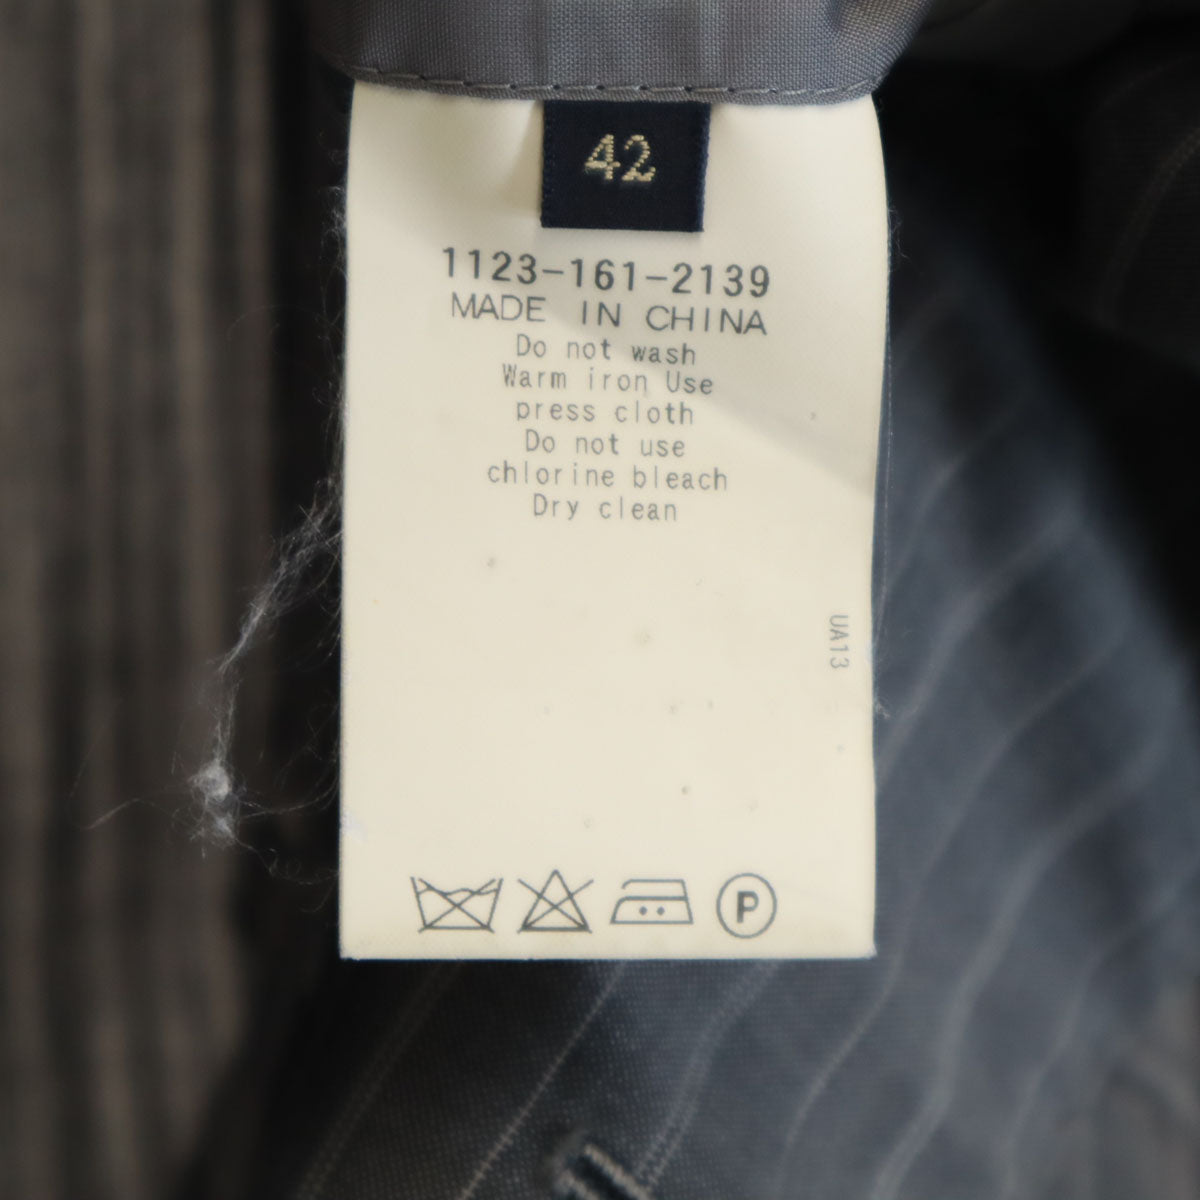 42
1123-161-2139
MADE IN CHINA
Do not wash
Warm iron Use
press cloth
Do not use
chlorine bleach
Dry clean
UA13
P